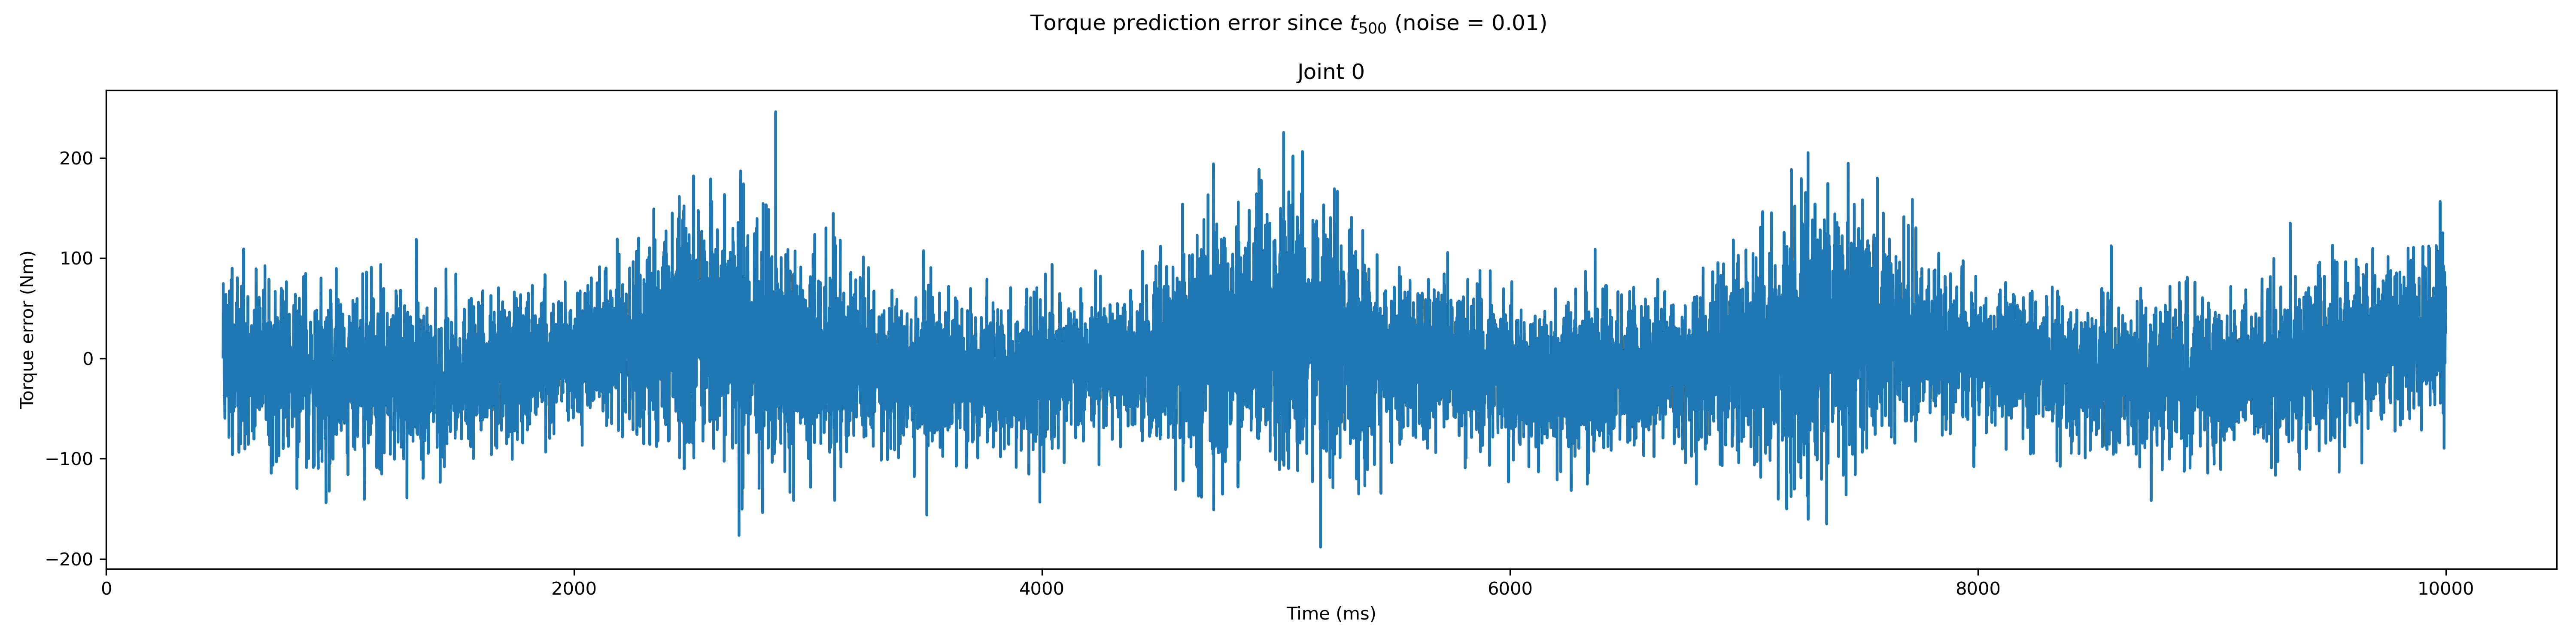 Torque prediction error since t₅₀₀ (noise = 0.01)
Joint 0
Torque error (Nm)
200
100
0
−100
−200
0 2000 4000 6000 8000 10000
Time (ms)